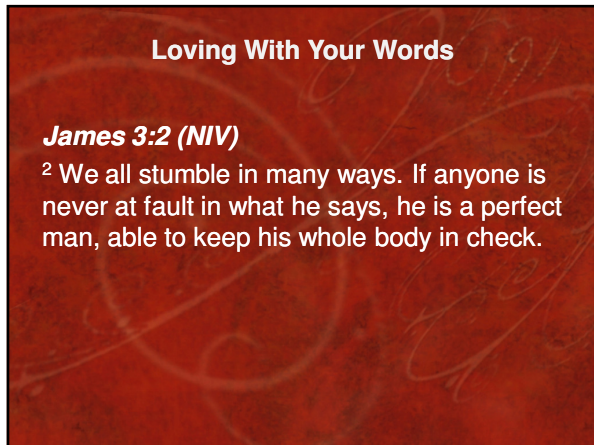 Loving With Your Words
James 3:2 (NIV)
² We all stumble in many ways. If anyone is
never at fault in what he says, he is a perfect
man, able to keep his whole body in check.